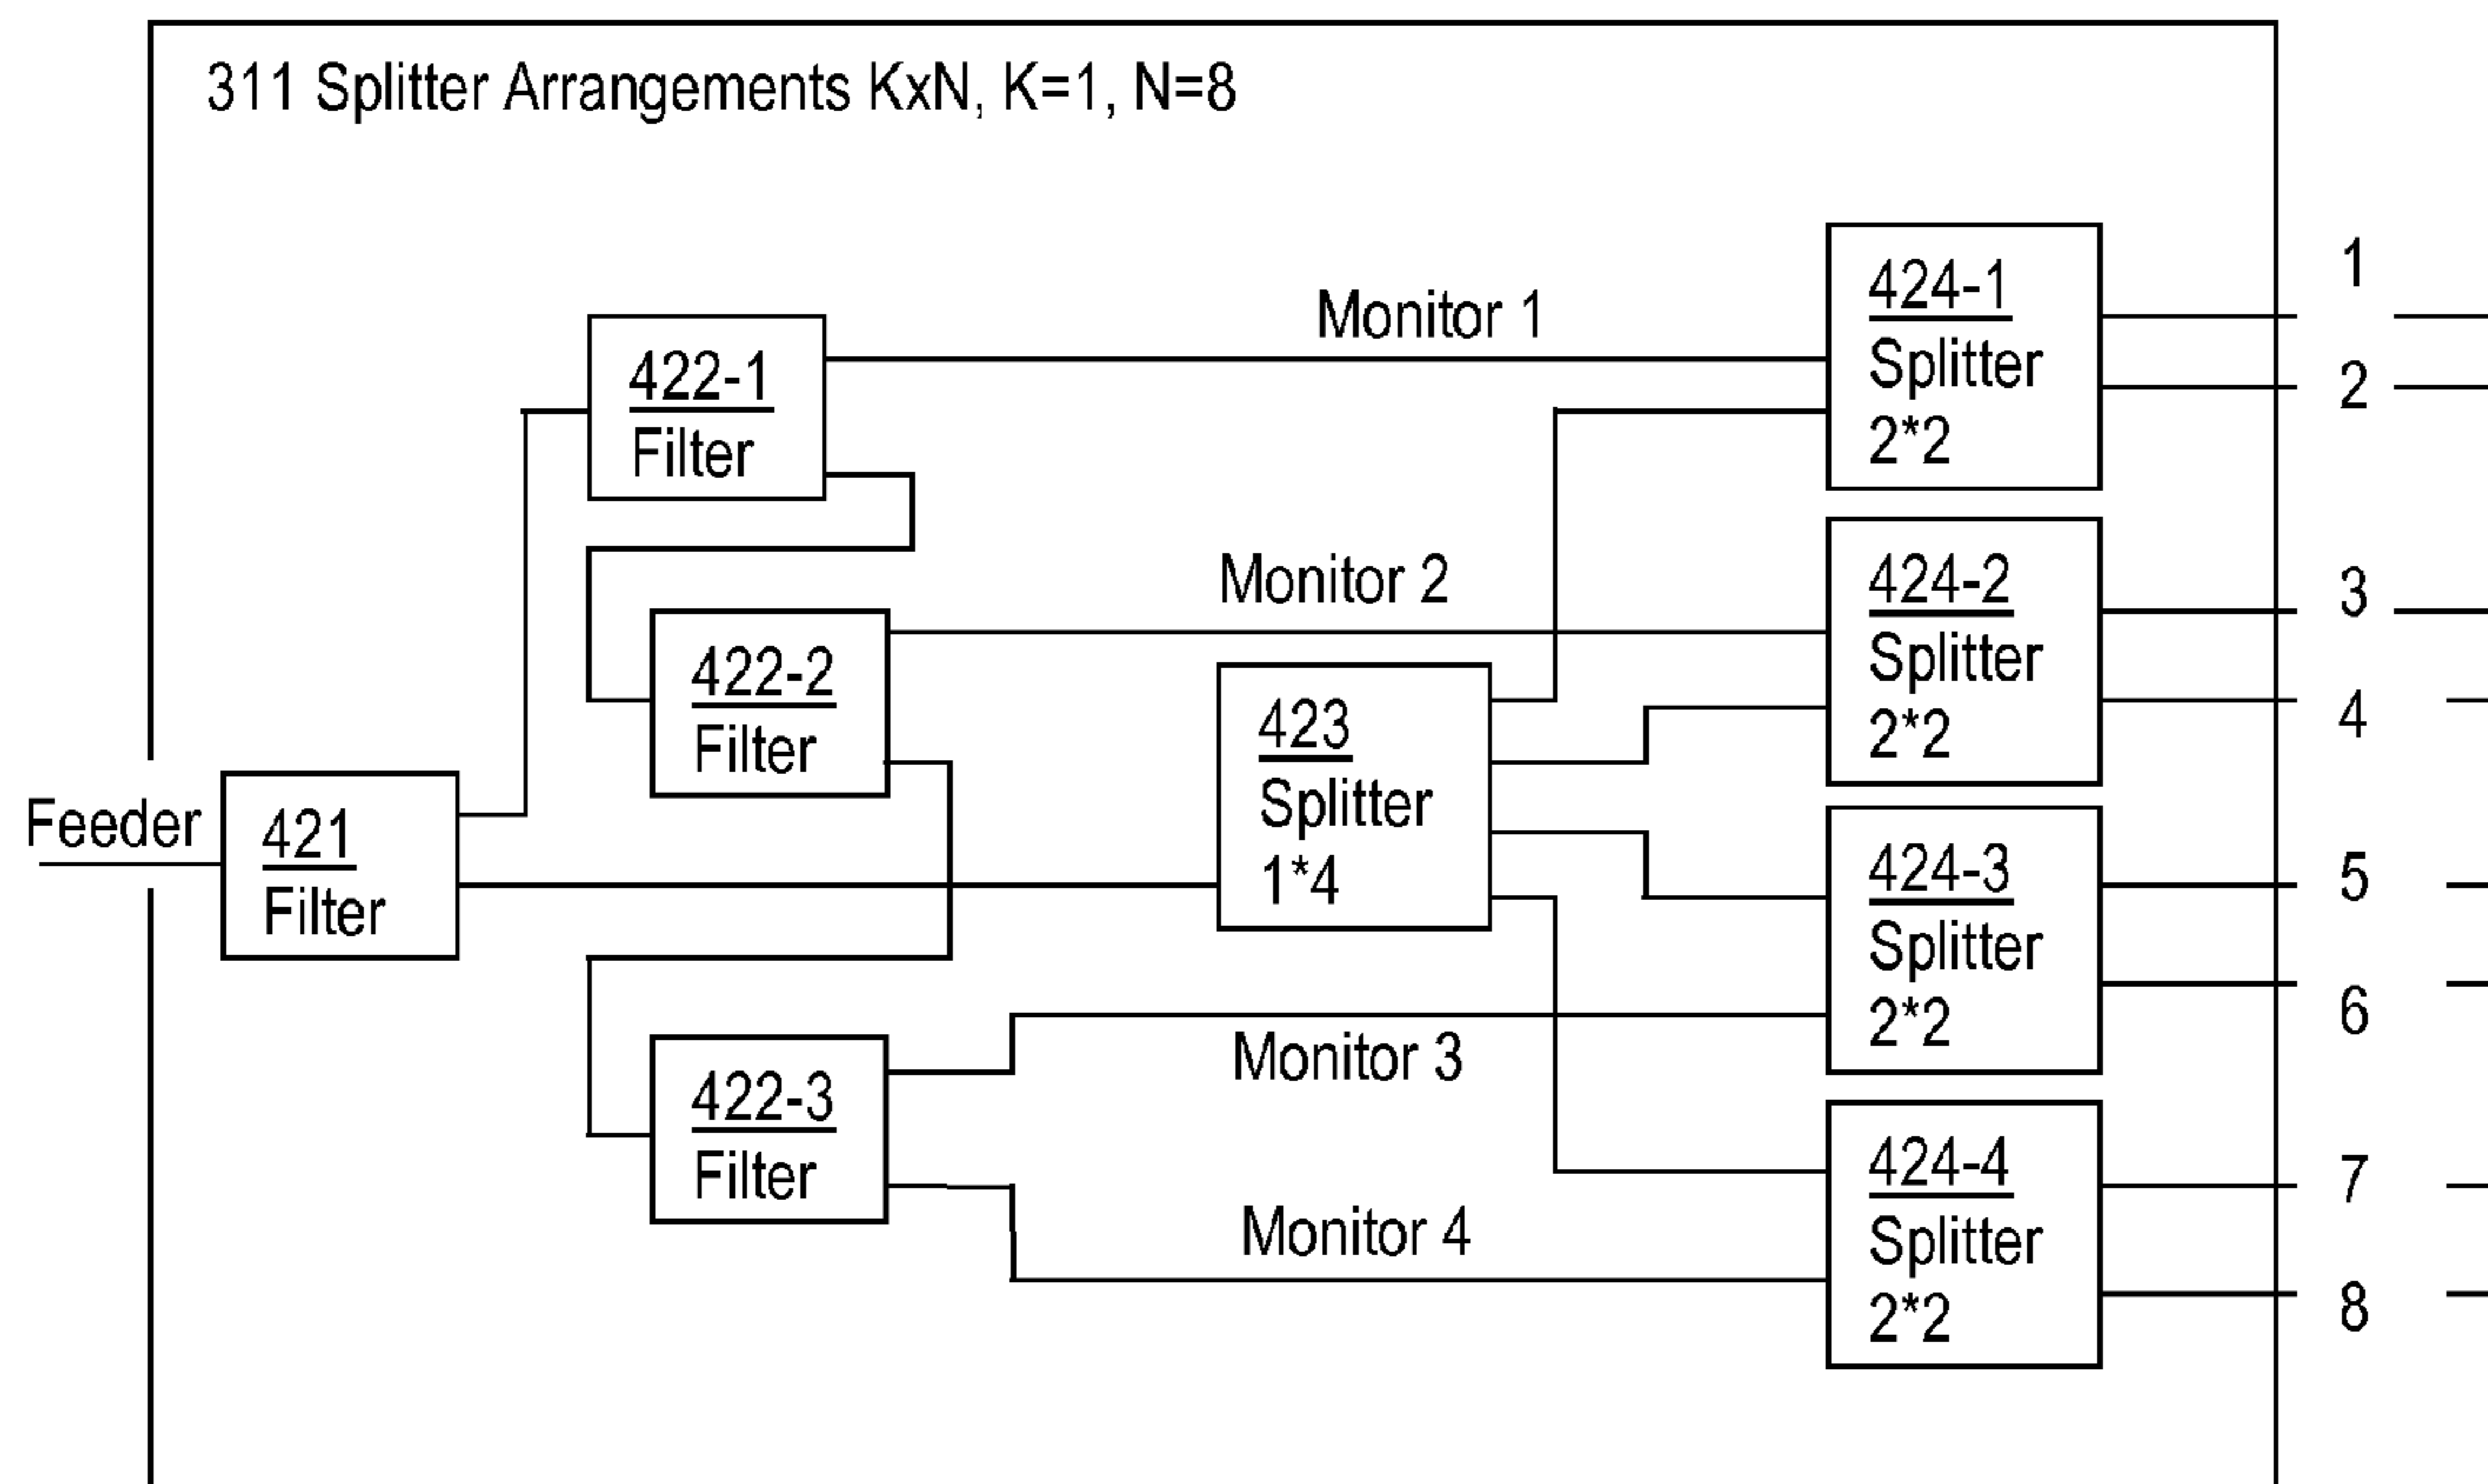 311 Splitter Arrangements KxN, K=1, N=8
Feeder
421
Filter
422-1
Filter
422-2
Filter
422-3
Filter
Monitor 1
Monitor 2
423
Splitter
1*4
Monitor 3
Monitor 4
424-1
Splitter
2*2
424-2
Splitter
2*2
424-3
Splitter
2*2
424-4
Splitter
2*2
1
2
3
4
5
6
7
8